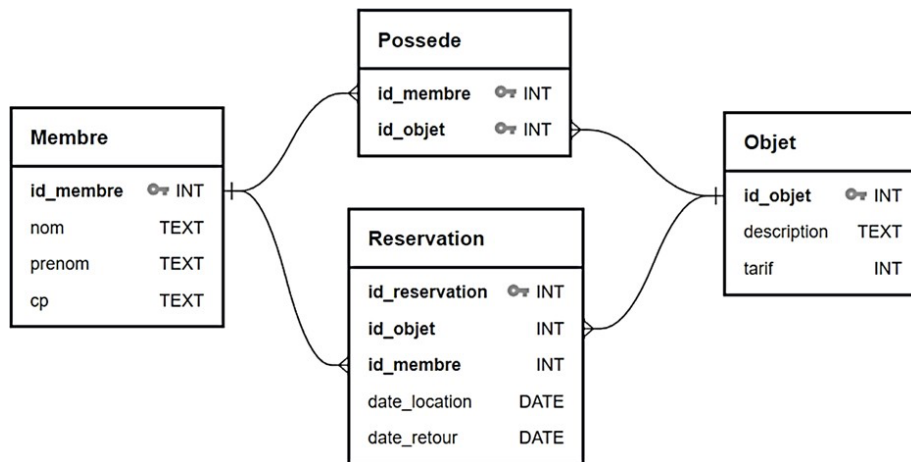 Possede
id_membre INT
id_objet INT
Membre
id_membre INT
nom TEXT
prenom TEXT
cp TEXT
Objet
id_objet INT
description TEXT
tarif INT
Reservation
id_reservation INT
id_objet INT
id_membre INT
date_location DATE
date_retour DATE